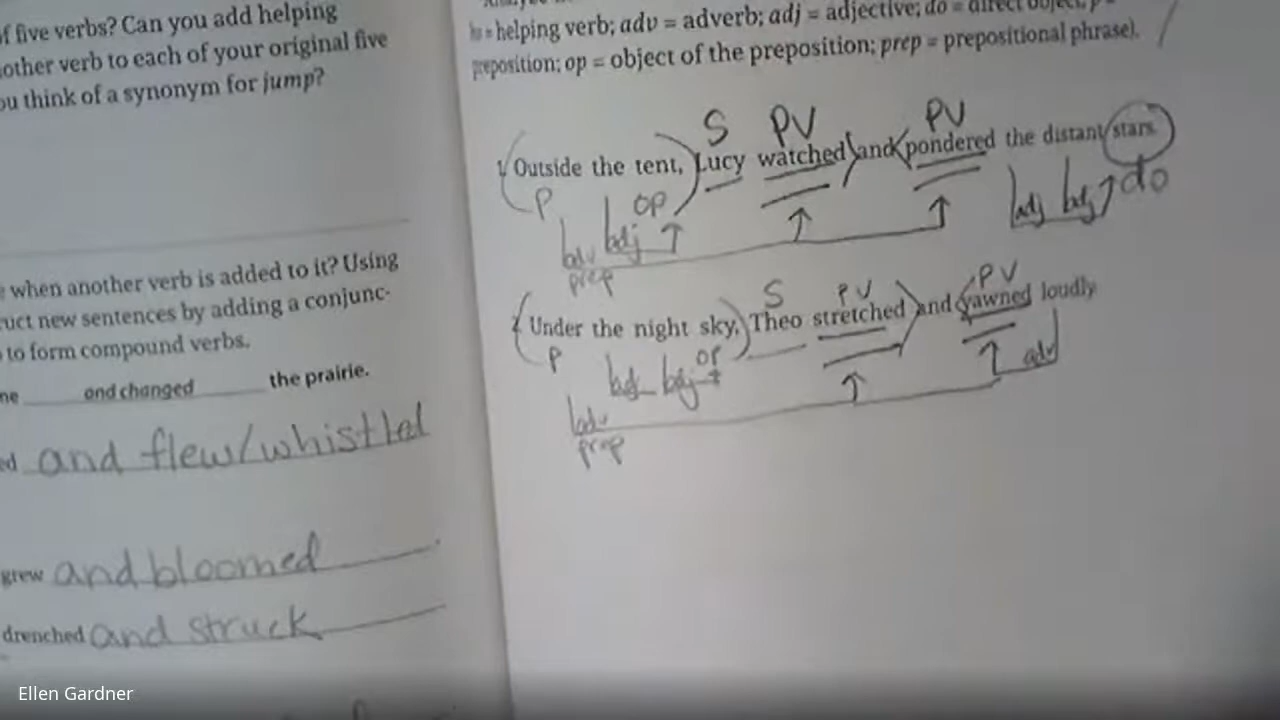 of five verbs? Can you add helping
nother verb to each of your original five
ou think of a synonym for jump?
when another verb is added to it? Using
ruct new sentences by adding a conjunc-
to form compound verbs.
ne and changed the prairie.
ed and flew/whistled
grew and bloomed
drenched and struck
= helping verb; adv = adverb; adj = adjective; do = direct object; p =
preposition; op = object of the preposition; prep = prepositional phrase).
S PV PV
1. Outside the tent, Lucy watched and pondered the distant stars.
P adj op adj adj do
adv
prep
S PV PV
2. Under the night sky, Theo stretched and yawned loudly.
P adj adj op adv
adv
prep
Ellen Gardner